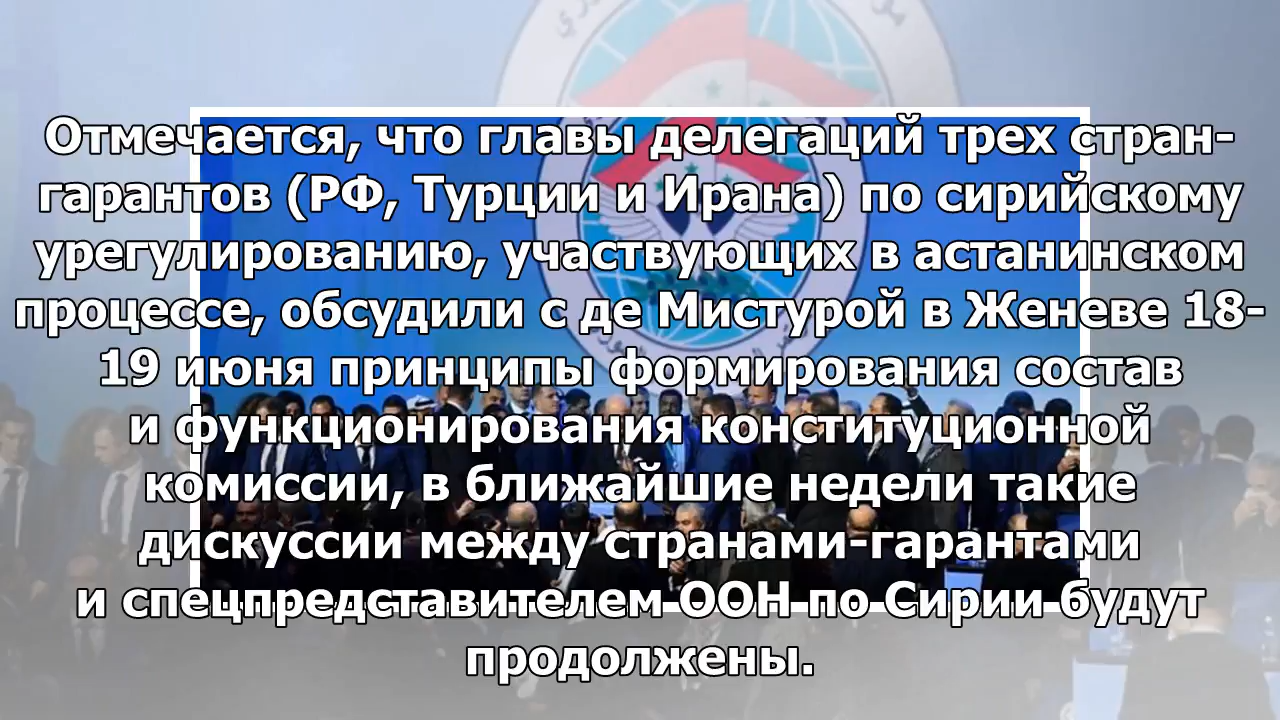 Отмечается, что главы делегаций трех стран-
гарантов (РФ, Турции и Ирана) по сирийскому
урегулированию, участвующих в астанинском
процессе, обсудили с де Мистурой в Женеве 18-
19 июня принципы формирования состав
и функционирования конституционной
комиссии, в ближайшие недели такие
дискуссии между странами-гарантами
и спецпредставителем ООН по Сирии будут
продолжены.